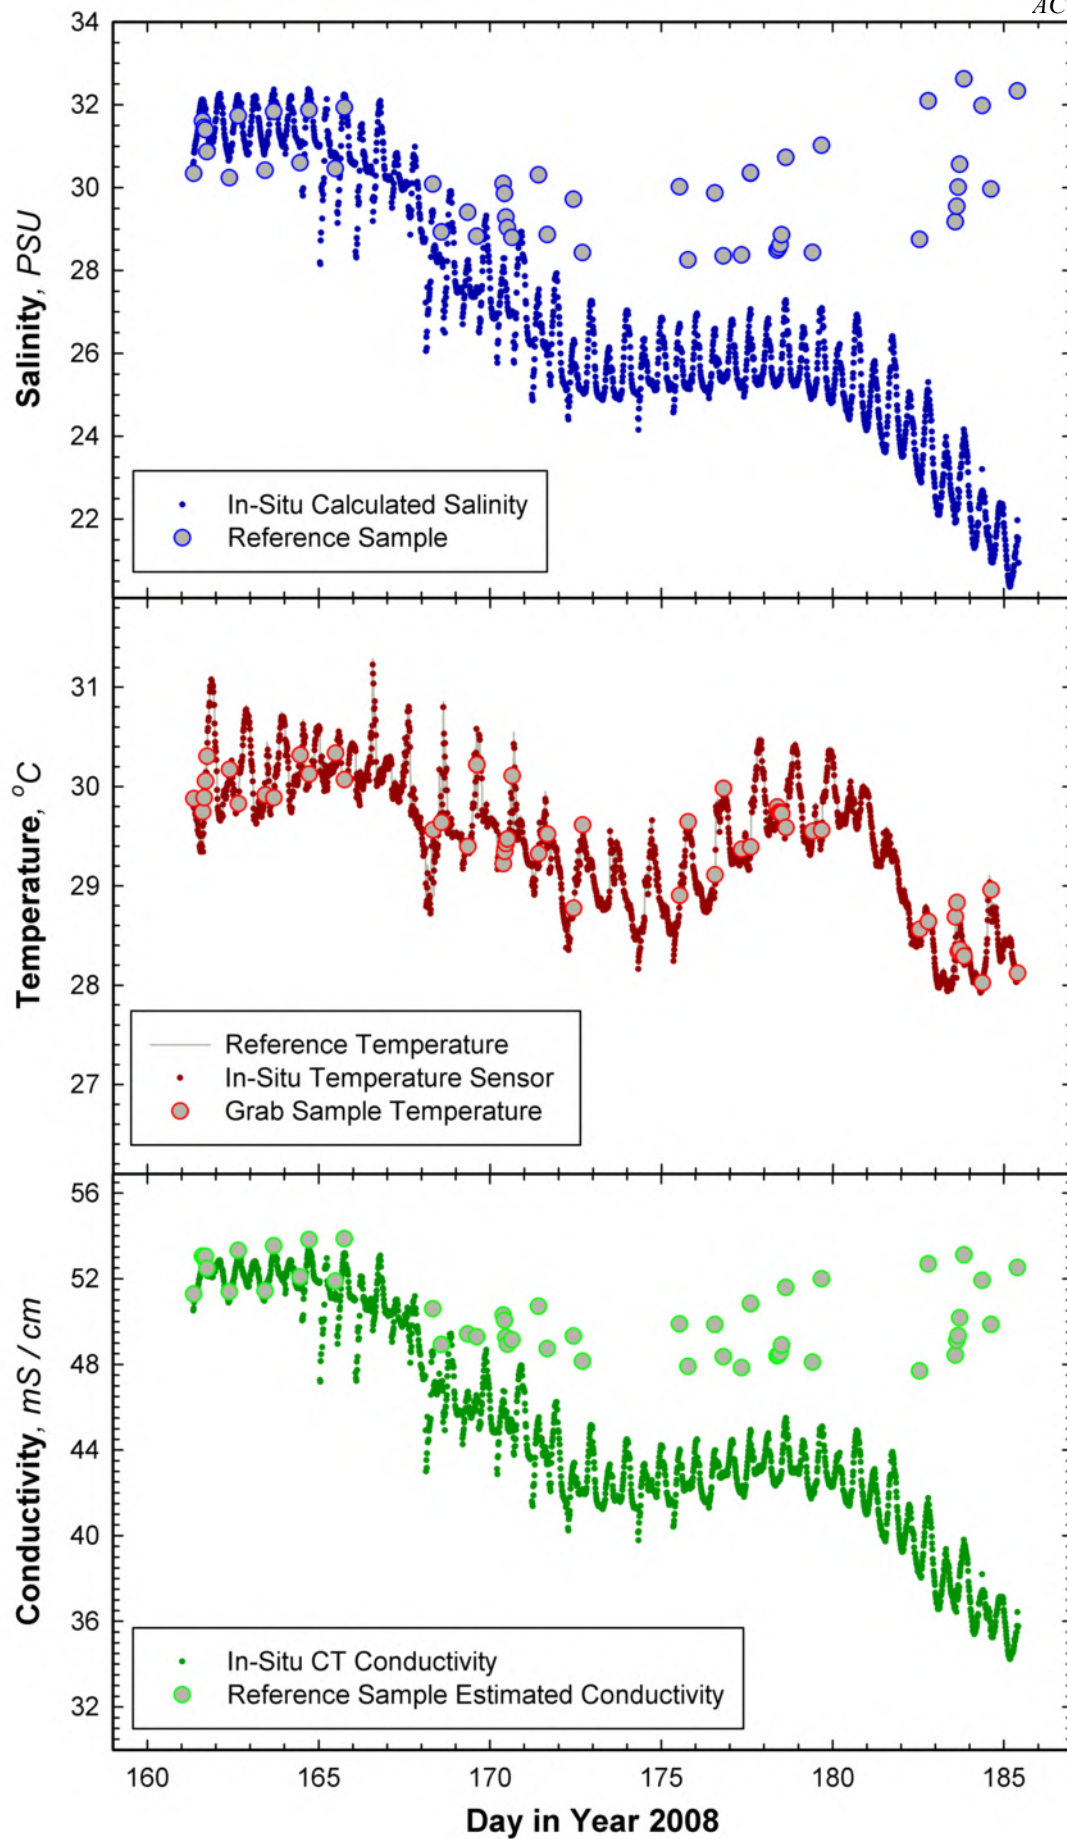 AC
34
32
30
28
26
24
22
Salinity, PSU
In-Situ Calculated Salinity
Reference Sample
31
30
29
28
27
Temperature, °C
Reference Temperature
In-Situ Temperature Sensor
Grab Sample Temperature
56
52
48
44
40
36
32
Conductivity, mS / cm
In-Situ CT Conductivity
Reference Sample Estimated Conductivity
160 165 170 175 180 185
Day in Year 2008